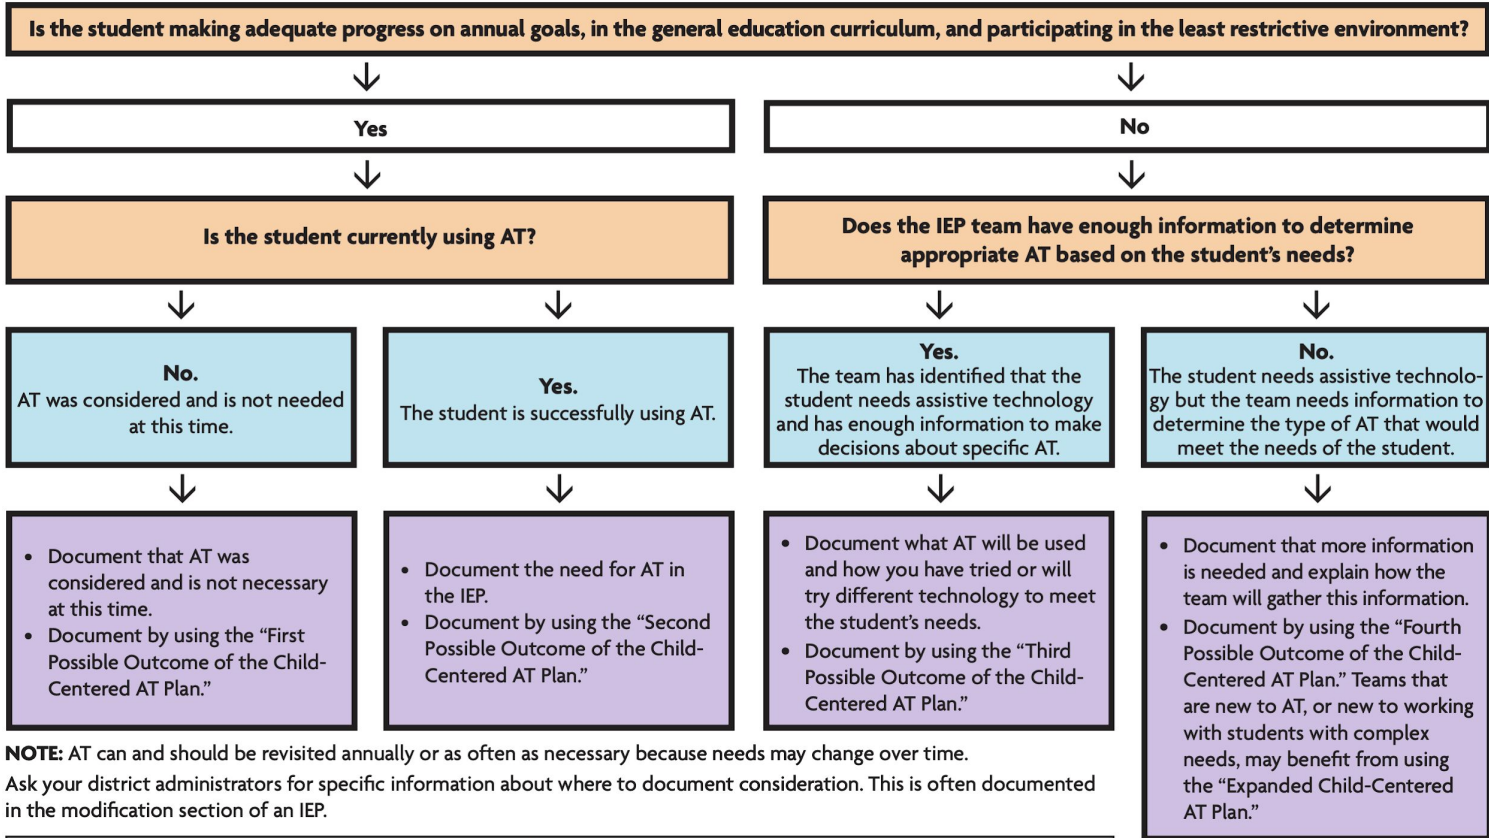 Is the student making adequate progress on annual goals, in the general education curriculum, and participating in the least restrictive environment?
Yes
No
Is the student currently using AT?
Does the IEP team have enough information to determine
appropriate AT based on the student’s needs?
No.
AT was considered and is not needed
at this time.
Yes.
The student is successfully using AT.
Yes.
The team has identified that the
student needs assistive technology
and has enough information to make
decisions about specific AT.
No.
The student needs assistive technolo-
gy but the team needs information to
determine the type of AT that would
meet the needs of the student.
• Document that AT was
considered and is not necessary
at this time.
• Document by using the “First
Possible Outcome of the Child-
Centered AT Plan.”
• Document the need for AT in
the IEP.
• Document by using the “Second
Possible Outcome of the Child-
Centered AT Plan.”
• Document what AT will be used
and how you have tried or will
try different technology to meet
the student’s needs.
• Document by using the “Third
Possible Outcome of the Child-
Centered AT Plan.”
• Document that more information
is needed and explain how the
team will gather this information.
• Document by using the “Fourth
Possible Outcome of the Child-
Centered AT Plan.” Teams that
are new to AT, or new to working
with students with complex
needs, may benefit from using
the “Expanded Child-Centered
AT Plan.”
NOTE: AT can and should be revisited annually or as often as necessary because needs may change over time.
Ask your district administrators for specific information about where to document consideration. This is often documented
in the modification section of an IEP.